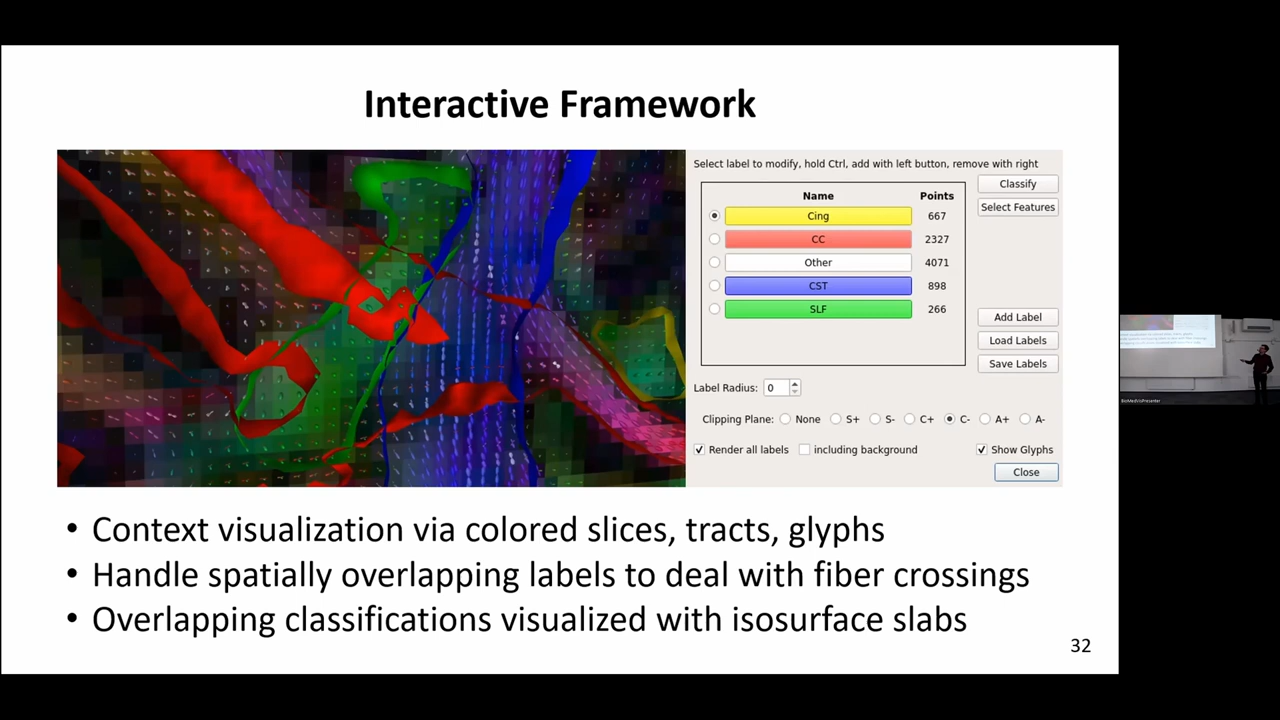 Interactive Framework
Select label to modify, hold Ctrl, add with left button, remove with right
Name Points
Cing 667
CC 2327
Other 4071
CST 898
SLF 266
Classify
Select Features
Add Label
Load Labels
Save Labels
Label Radius: 0
Clipping Plane: None S+ S- C+ C- A+ A-
Render all labels including background Show Glyphs
Close
• Context visualization via colored slices, tracts, glyphs
• Handle spatially overlapping labels to deal with fiber crossings
• Overlapping classifications visualized with isosurface slabs
32
BioMedVisPresenter